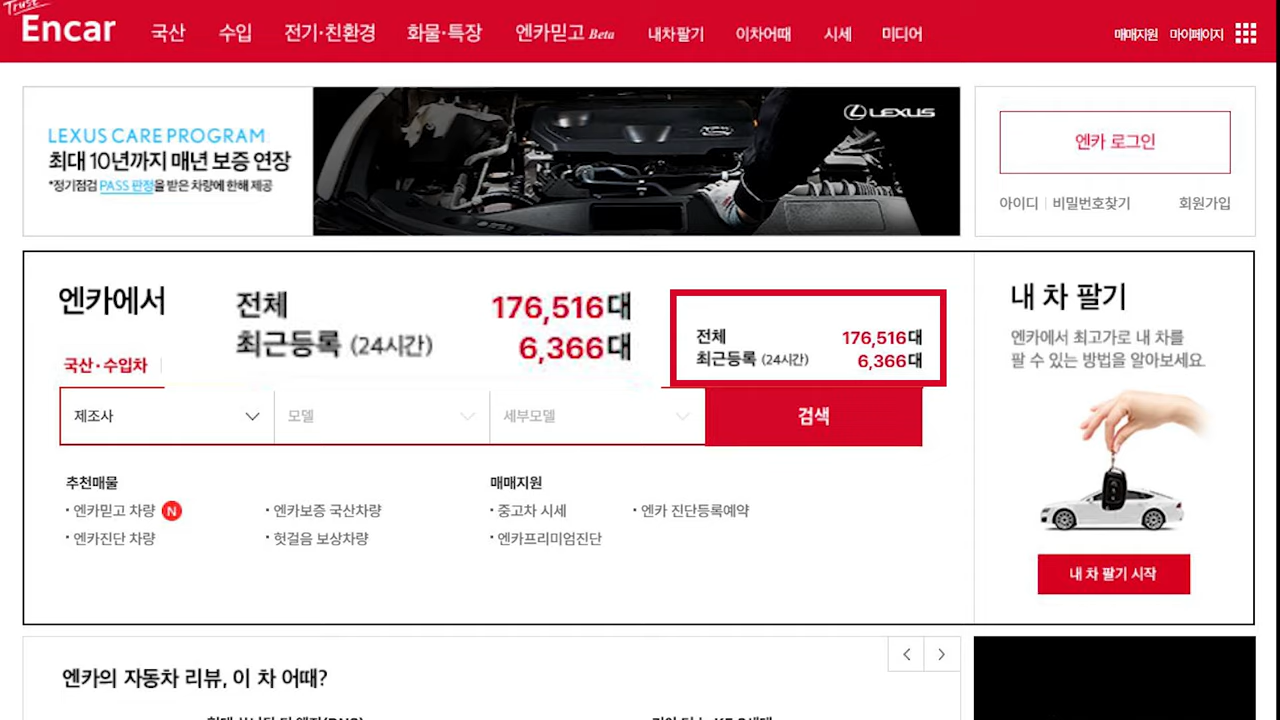 Trust
Encar
국산
수입
전기·친환경
화물·특장
엔카믿고 Beta
내차팔기
이차어때
시세
미디어
매매지원
마이페이지
LEXUS CARE PROGRAM
최대 10년까지 매년 보증 연장
*정기점검 PASS 판정을 받은 차량에 한해 제공
LEXUS
엔카 로그인
아이디 | 비밀번호찾기
회원가입
엔카에서
전체 176,516대
최근등록 (24시간) 6,366대
전체 176,516대
최근등록 (24시간) 6,366대
국산·수입차
제조사
모델
세부모델
검색
추천매물
· 엔카믿고 차량 N
· 엔카보증 국산차량
· 엔카진단 차량
· 헛걸음 보상차량
매매지원
· 중고차 시세
· 엔카 진단등록예약
· 엔카프리미엄진단
내 차 팔기
엔카에서 최고가로 내 차를
팔 수 있는 방법을 알아보세요.
내 차 팔기 시작
엔카의 자동차 리뷰, 이 차 어때?